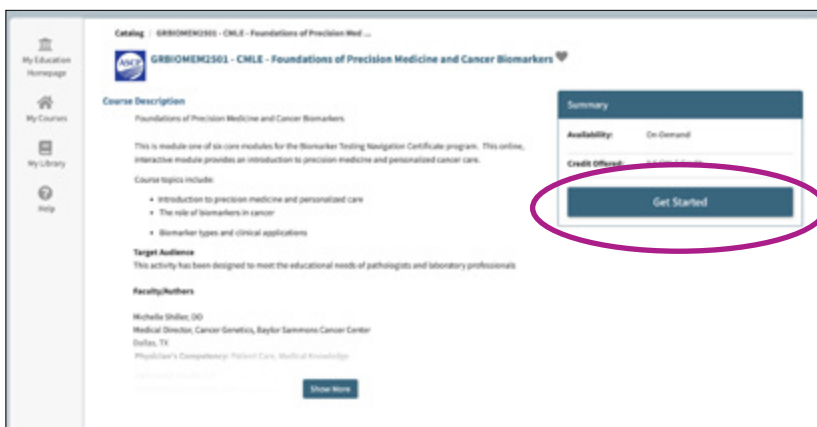 Catalog | GRBIOMEM2501 - CMLE - Foundations of Precision Med ...
My Education
Homepage
My Courses
My Library
Help
ASCP
GRBIOMEM2501 - CMLE - Foundations of Precision Medicine and Cancer Biomarkers
Course Description
Foundations of Precision Medicine and Cancer Biomarkers
This is module one of six core modules for the Biomarker Testing Navigation Certificate program. This online,
interactive module provides an introduction to precision medicine and personalized cancer care.
Course topics include:
• Introduction to precision medicine and personalized care
• The role of biomarkers in cancer
• Biomarker types and clinical applications
Target Audience
This activity has been designed to meet the educational needs of pathologists and laboratory professionals
Faculty/Authors
Michelle Shiller, DO
Medical Director, Cancer Genetics, Baylor Sammons Cancer Center
Dallas, TX
Physician's Competency: Patient Care, Medical Knowledge
Show More
Summary
Availability: On-Demand
Credit Offered:
Get Started